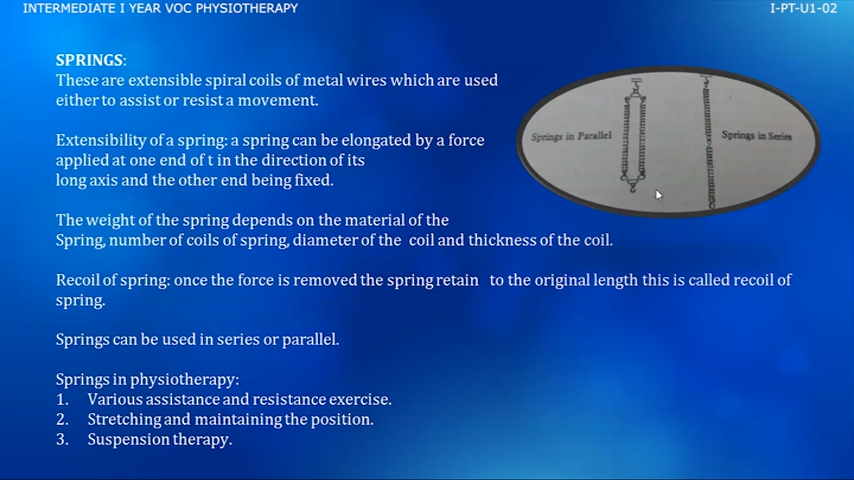 INTERMEDIATE I YEAR VOC PHYSIOTHERAPY
I-PT-U1-02
SPRINGS:
These are extensible spiral coils of metal wires which are used
either to assist or resist a movement.
Extensibility of a spring: a spring can be elongated by a force
applied at one end of t in the direction of its
long axis and the other end being fixed.
The weight of the spring depends on the material of the
Spring, number of coils of spring, diameter of the coil and thickness of the coil.
Recoil of spring: once the force is removed the spring retain to the original length this is called recoil of
spring.
Springs can be used in series or parallel.
Springs in physiotherapy:
1. Various assistance and resistance exercise.
2. Stretching and maintaining the position.
3. Suspension therapy.
Springs in Parallel
Springs in Series